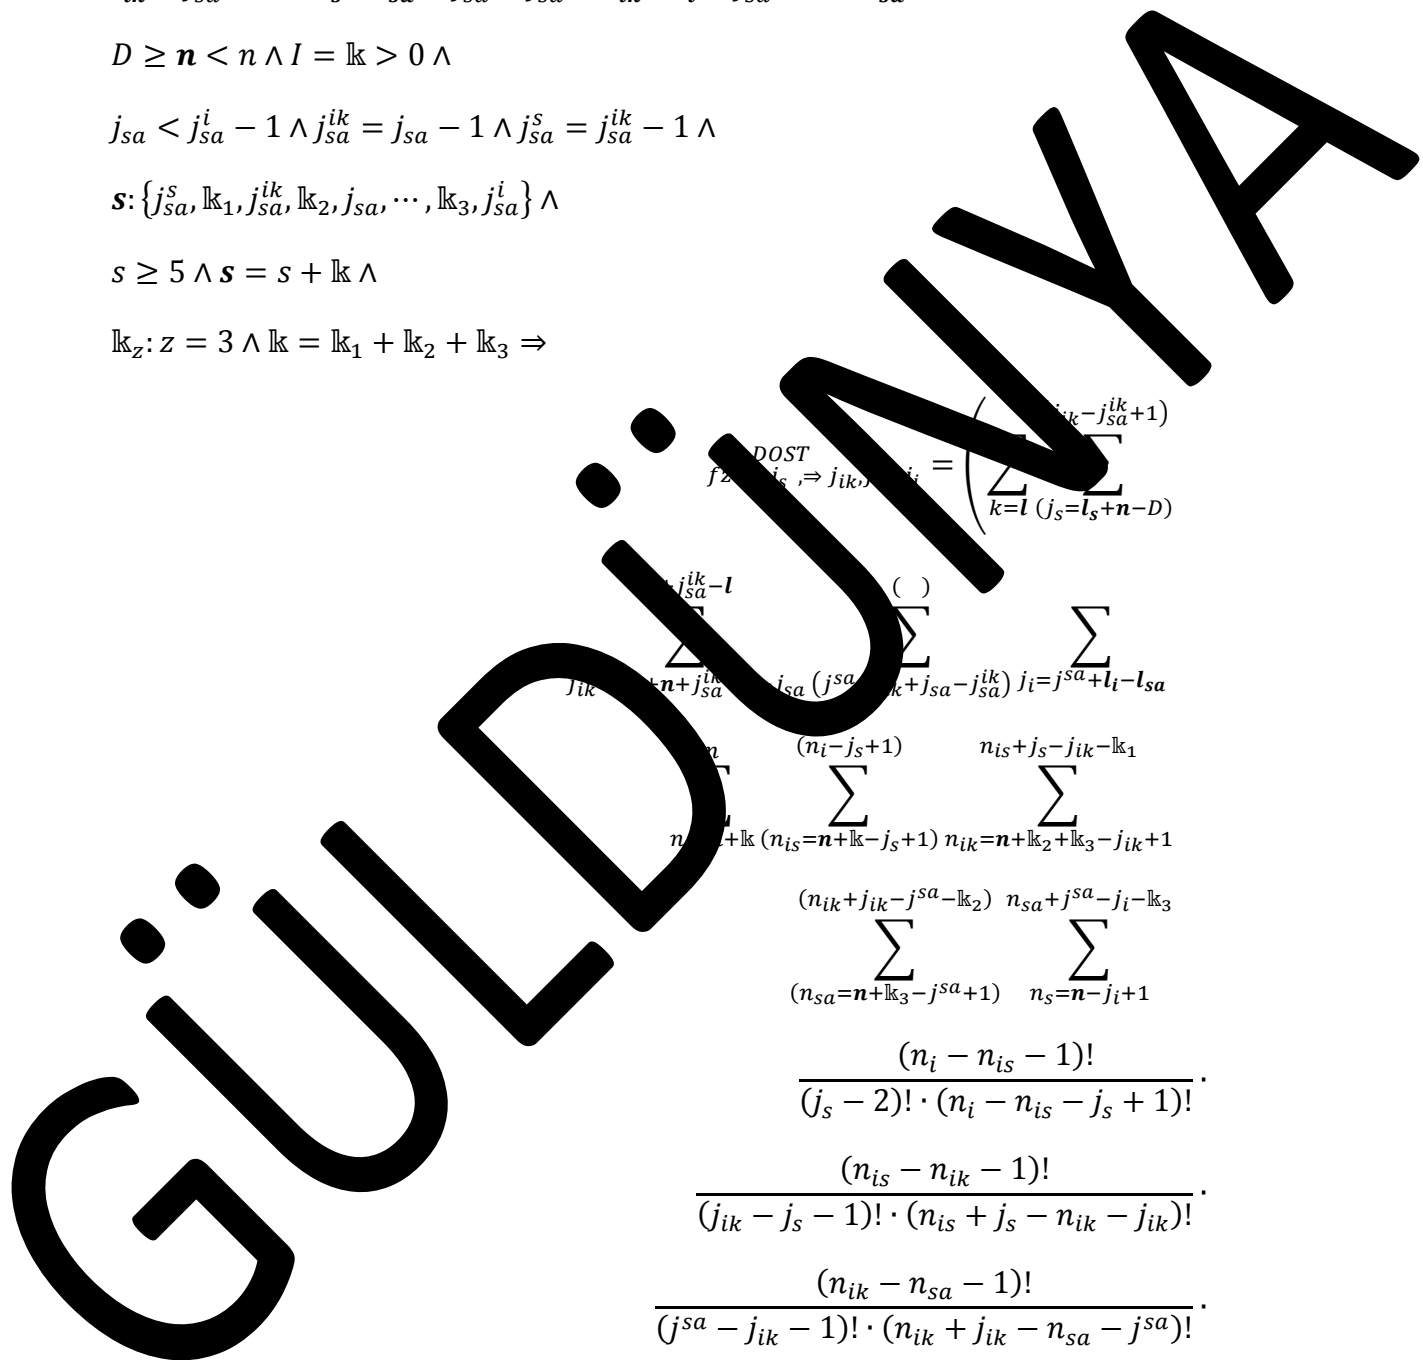 D ≥ n < n ∧ I = 𝕜 > 0 ∧
j_{sa} < j_{sa}^{i} − 1 ∧ j_{sa}^{ik} = j_{sa} − 1 ∧ j_{sa}^{s} = j_{sa}^{ik} − 1 ∧
s: {j_{sa}^{s}, 𝕜_1, j_{sa}^{ik}, 𝕜_2, j_{sa}, ⋯, 𝕜_3, j_{sa}^{i}} ∧
s ≥ 5 ∧ s = s + 𝕜 ∧
𝕜_z: z = 3 ∧ 𝕜 = 𝕜_1 + 𝕜_2 + 𝕜_3 ⇒
DOST
, ⇒ j_{ik}, = ( ∑ ∑
k=l (j_s=l_s+n−D)
j_{sa}^{ik}−l ( )
∑ ∑ ∑
j_i=j^{sa}+l_i−l_{sa}
n (n_i−j_s+1) n_{is}+j_s−j_{ik}−𝕜_1
∑ ∑ ∑
+𝕜 (n_{is}=n+𝕜−j_s+1) n_{ik}=n+𝕜_2+𝕜_3−j_{ik}+1
(n_{ik}+j_{ik}−j^{sa}−𝕜_2) n_{sa}+j^{sa}−j_i−𝕜_3
∑ ∑
(n_{sa}=n+𝕜_3−j^{sa}+1) n_s=n−j_i+1
(n_i − n_{is} − 1)!
(j_s − 2)! · (n_i − n_{is} − j_s + 1)! ·
(n_{is} − n_{ik} − 1)!
(j_{ik} − j_s − 1)! · (n_{is} + j_s − n_{ik} − j_{ik})! ·
(n_{ik} − n_{sa} − 1)!
(j^{sa} − j_{ik} − 1)! · (n_{ik} + j_{ik} − n_{sa} − j^{sa})! ·
GÜLDÜNYA